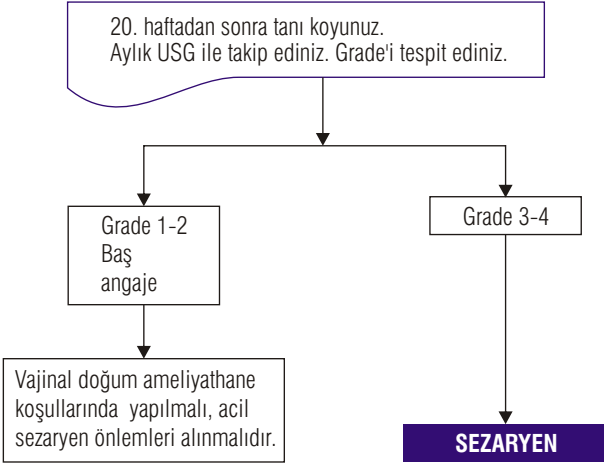 20. haftadan sonra tanı koyunuz.
Aylık USG ile takip ediniz. Grade'i tespit ediniz.
Grade 1-2
Baş
angaje
Grade 3-4
Vajinal doğum ameliyathane
koşullarında yapılmalı, acil
sezaryen önlemleri alınmalıdır.
SEZARYEN